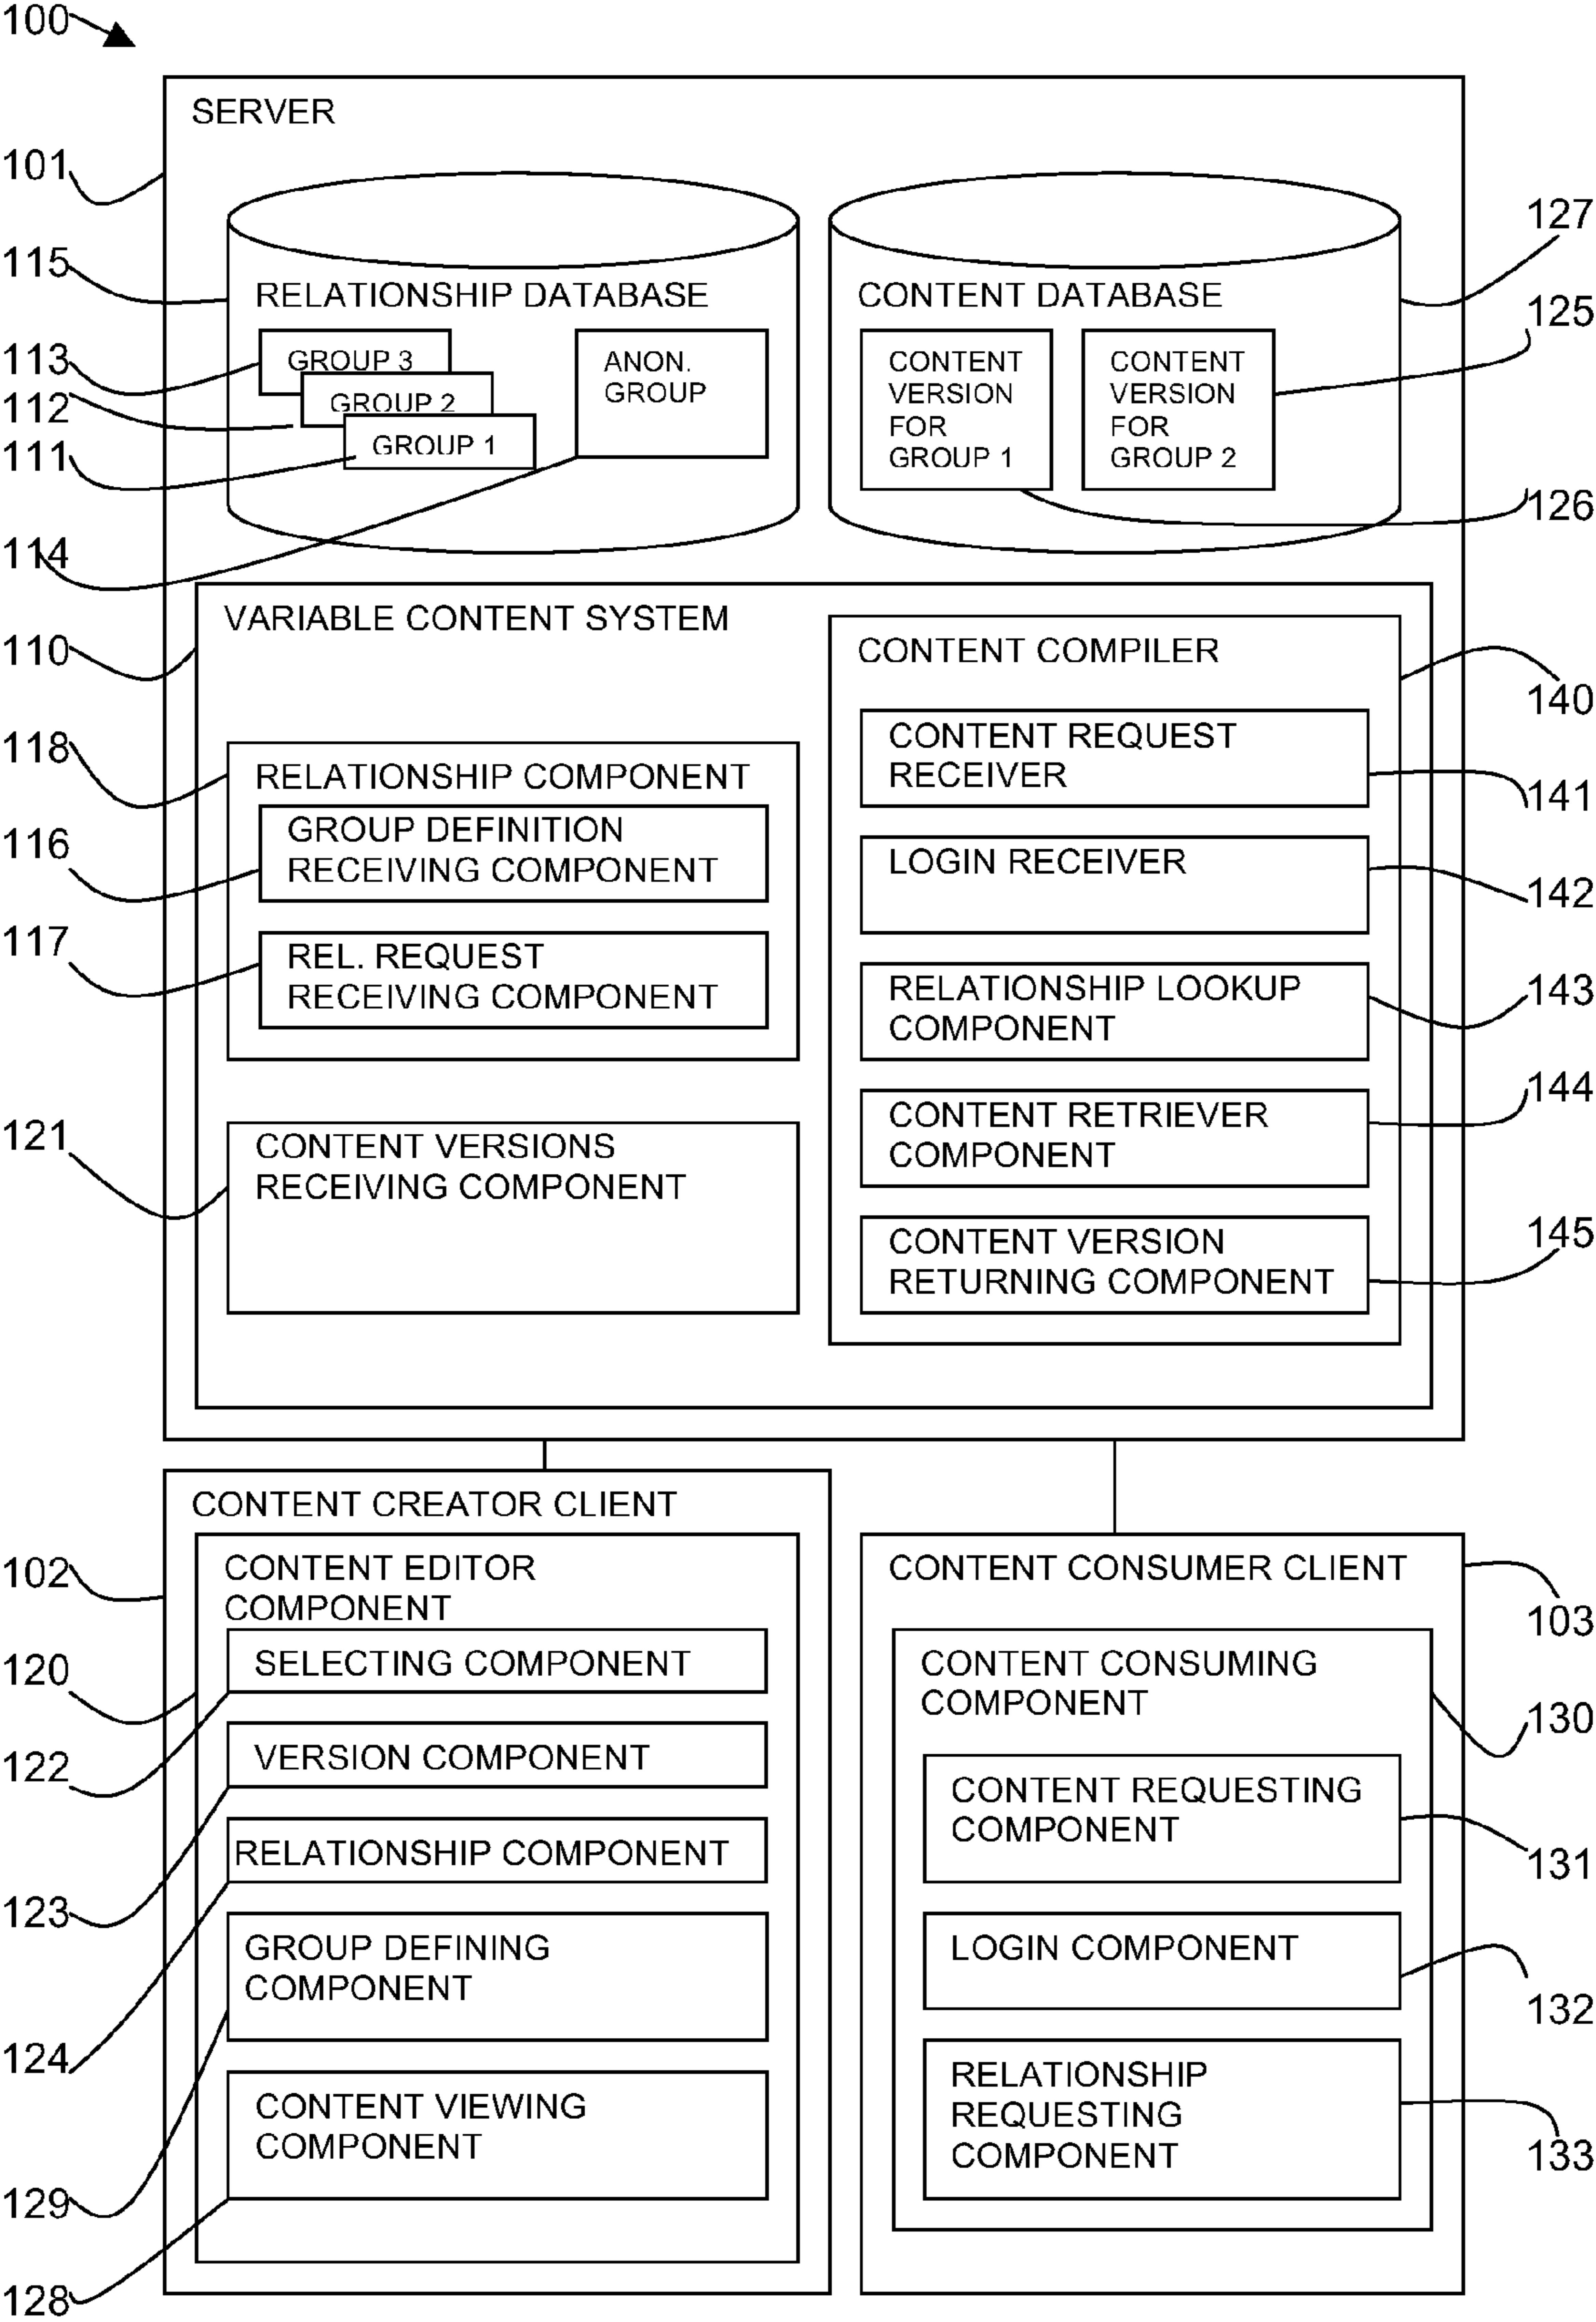 100
SERVER
101
115
113
112
111
114
RELATIONSHIP DATABASE
GROUP 3
GROUP 2
GROUP 1
ANON.
GROUP
CONTENT DATABASE
CONTENT
VERSION
FOR
GROUP 1
CONTENT
VERSION
FOR
GROUP 2
127
125
126
110
VARIABLE CONTENT SYSTEM
118
RELATIONSHIP COMPONENT
116
GROUP DEFINITION
RECEIVING COMPONENT
117
REL. REQUEST
RECEIVING COMPONENT
121
CONTENT VERSIONS
RECEIVING COMPONENT
CONTENT COMPILER
140
CONTENT REQUEST
RECEIVER
141
LOGIN RECEIVER
142
RELATIONSHIP LOOKUP
COMPONENT
143
CONTENT RETRIEVER
COMPONENT
144
CONTENT VERSION
RETURNING COMPONENT
145
CONTENT CREATOR CLIENT
102
CONTENT EDITOR
COMPONENT
120
SELECTING COMPONENT
122
VERSION COMPONENT
123
RELATIONSHIP COMPONENT
124
GROUP DEFINING
COMPONENT
129
CONTENT VIEWING
COMPONENT
128
CONTENT CONSUMER CLIENT
103
CONTENT CONSUMING
COMPONENT
130
CONTENT REQUESTING
COMPONENT
131
LOGIN COMPONENT
132
RELATIONSHIP
REQUESTING
COMPONENT
133